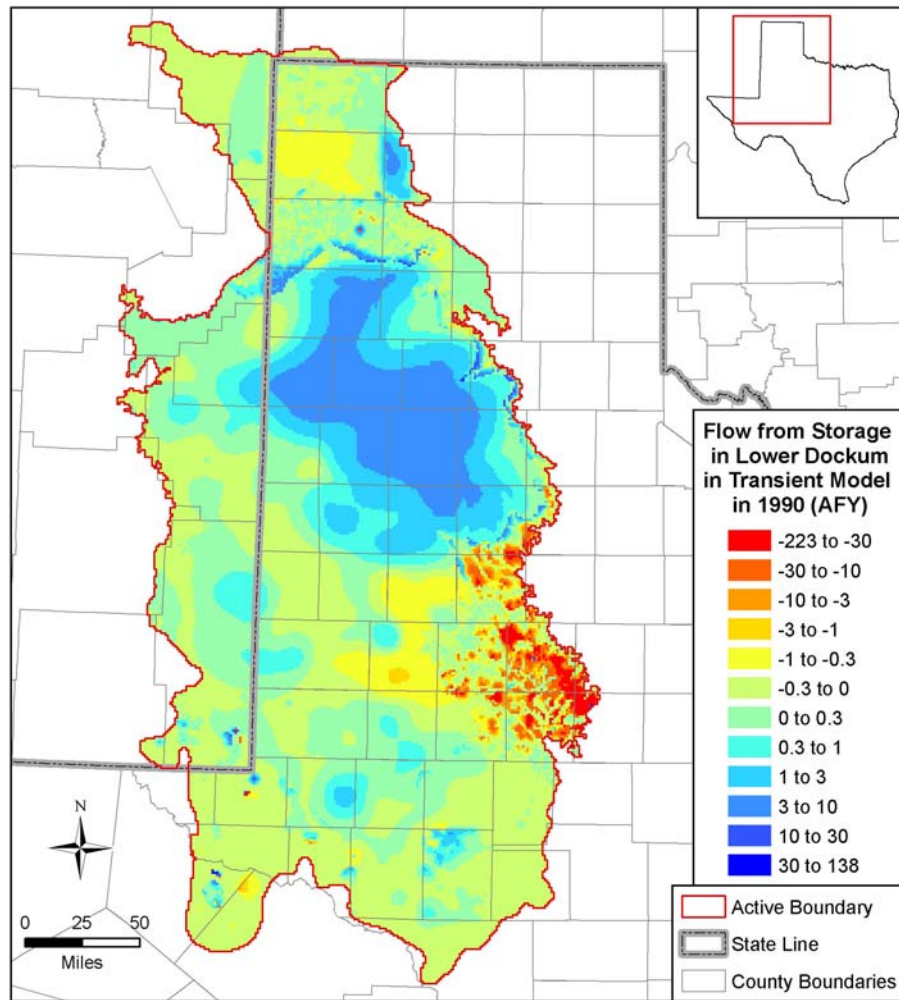 Flow from Storage
in Lower Dockum
in Transient Model
in 1990 (AFY)
-223 to -30
-30 to -10
-10 to -3
-3 to -1
-1 to -0.3
-0.3 to 0
0 to 0.3
0.3 to 1
1 to 3
3 to 10
10 to 30
30 to 138
N
0 25 50
Miles
Active Boundary
State Line
County Boundaries